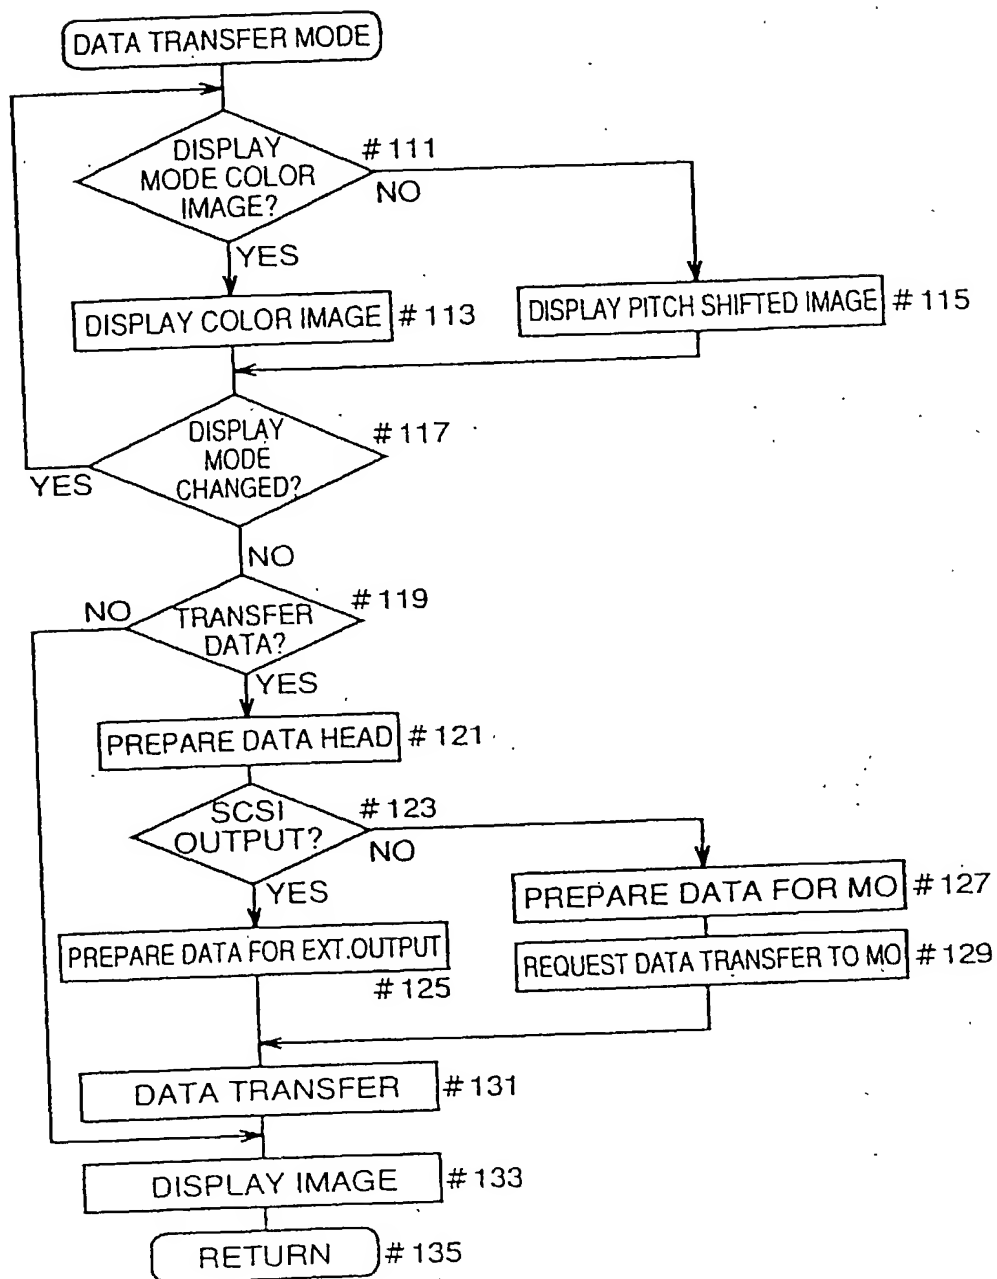 DATA TRANSFER MODE
DISPLAY
MODE COLOR
IMAGE?
#111
NO
YES
DISPLAY COLOR IMAGE
#113
DISPLAY PITCH SHIFTED IMAGE
#115
DISPLAY
MODE
CHANGED?
#117
YES
NO
TRANSFER
DATA?
#119
NO
YES
PREPARE DATA HEAD
#121
SCSI
OUTPUT?
#123
NO
YES
PREPARE DATA FOR MO
#127
PREPARE DATA FOR EXT.OUTPUT
#125
REQUEST DATA TRANSFER TO MO
#129
DATA TRANSFER
#131
DISPLAY IMAGE
#133
RETURN
#135